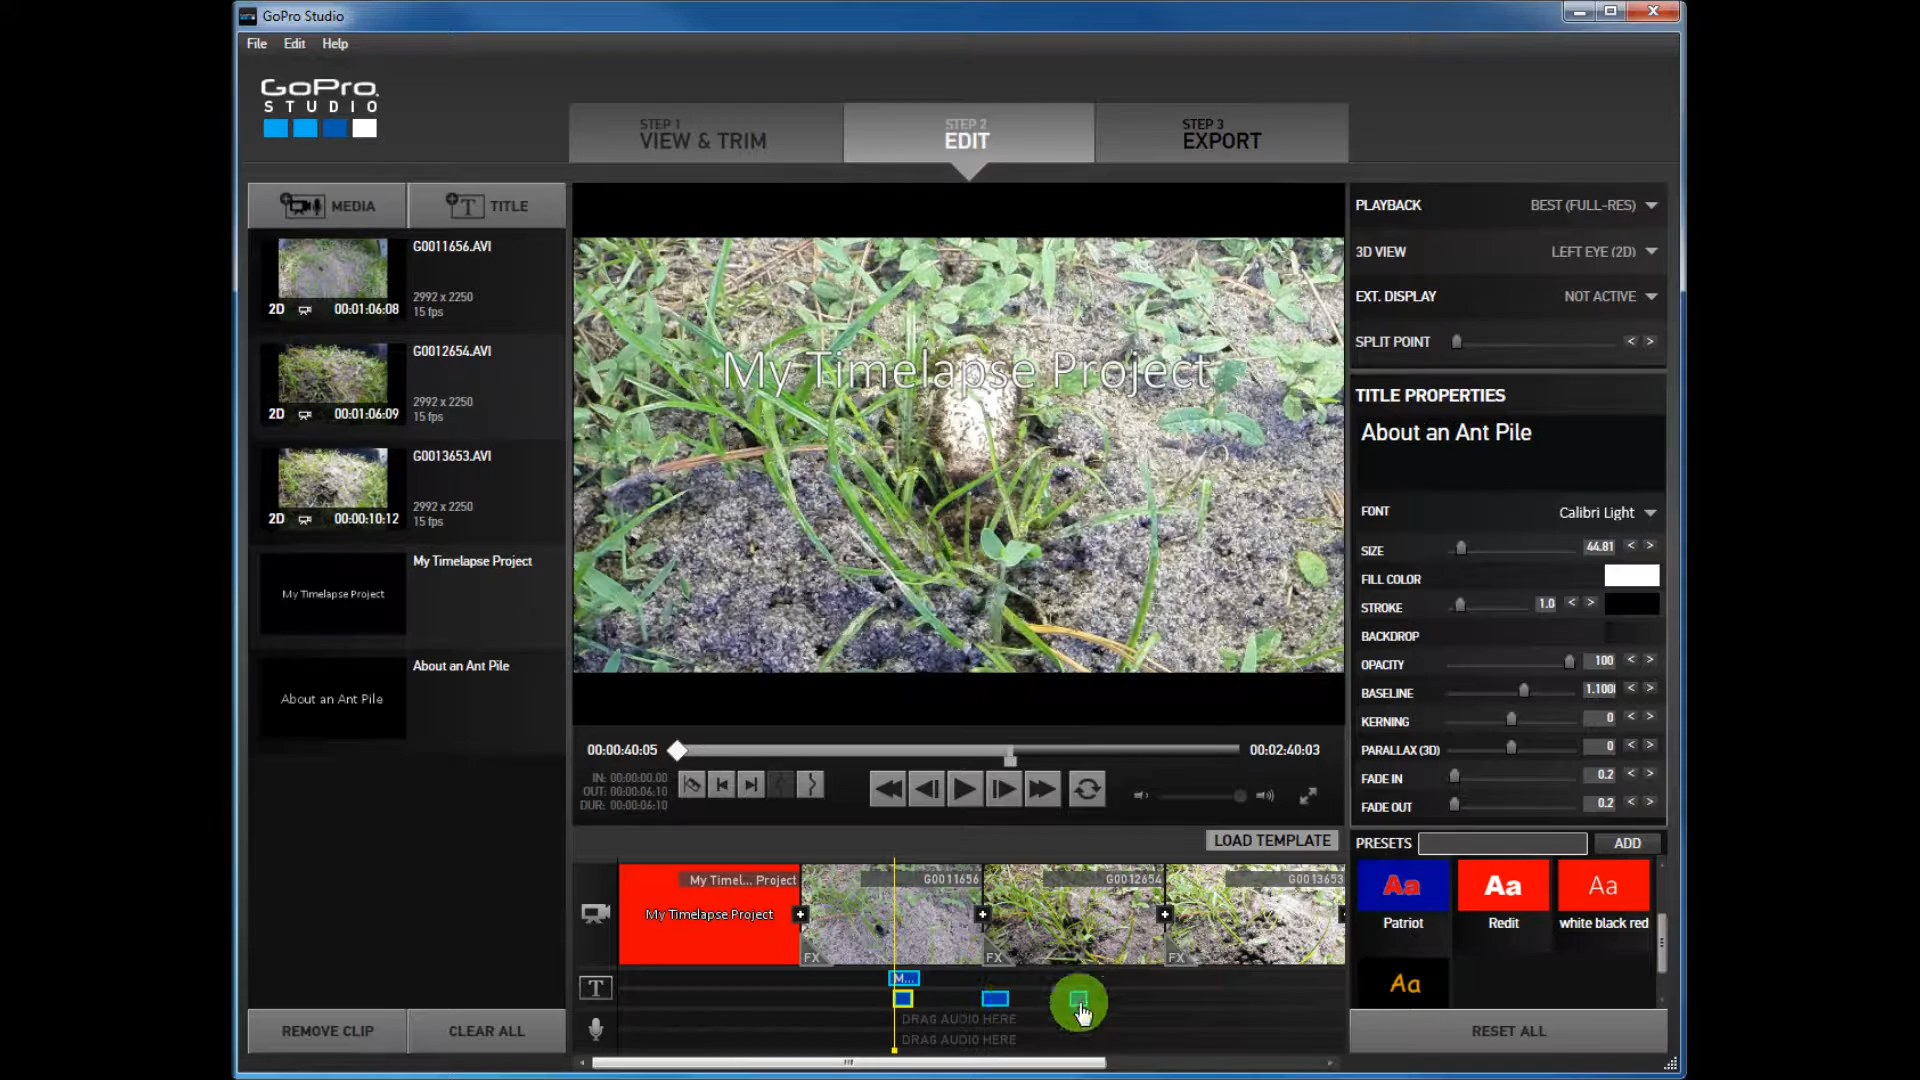 GoPro Studio
File Edit Help
GoPro
STUDIO
STEP 1
VIEW & TRIM
STEP 2
EDIT
STEP 3
EXPORT
MEDIA
TITLE
G0011656.AVI
2992 x 2250
15 fps
2D 00:01:06:08
G0012654.AVI
2992 x 2250
15 fps
2D 00:01:06:09
G0013653.AVI
2992 x 2250
15 fps
2D 00:00:10:12
My Timelapse Project
My Timelapse Project
About an Ant Pile
About an Ant Pile
REMOVE CLIP
CLEAR ALL
My Timelapse Project
00:00:40:05
00:02:40:03
IN: 00:00:00.00
OUT: 00:00:06:10
DUR: 00:00:06:10
LOAD TEMPLATE
My Timel... Project
My Timelapse Project
G0011656
FX
G0012654
FX
G0013653
FX
T
M...
DRAG AUDIO HERE
DRAG AUDIO HERE
PLAYBACK BEST (FULL-RES)
3D VIEW LEFT EYE (2D)
EXT. DISPLAY NOT ACTIVE
SPLIT POINT < >
TITLE PROPERTIES
About an Ant Pile
FONT Calibri Light
SIZE 44.81 < >
FILL COLOR
STROKE 1.0 < >
BACKDROP
OPACITY 100 < >
BASELINE 1.100 < >
KERNING 0 < >
PARALLAX (3D) 0 < >
FADE IN 0.2 < >
FADE OUT 0.2 < >
PRESETS ADD
Aa Aa Aa
Patriot Redit white black red
Aa
RESET ALL